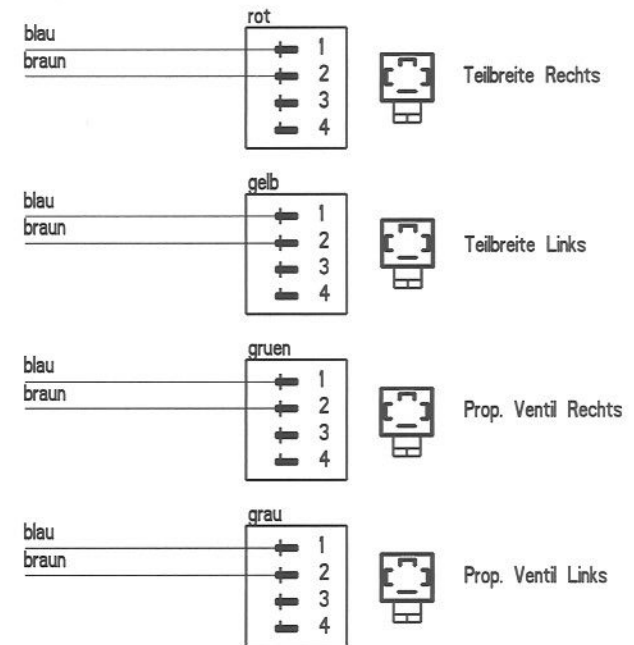 rot
blau
braun
1
2
3
4
Teilbreite Rechts
gelb
blau
braun
1
2
3
4
Teilbreite Links
gruen
blau
braun
1
2
3
4
Prop. Ventil Rechts
grau
blau
braun
1
2
3
4
Prop. Ventil Links